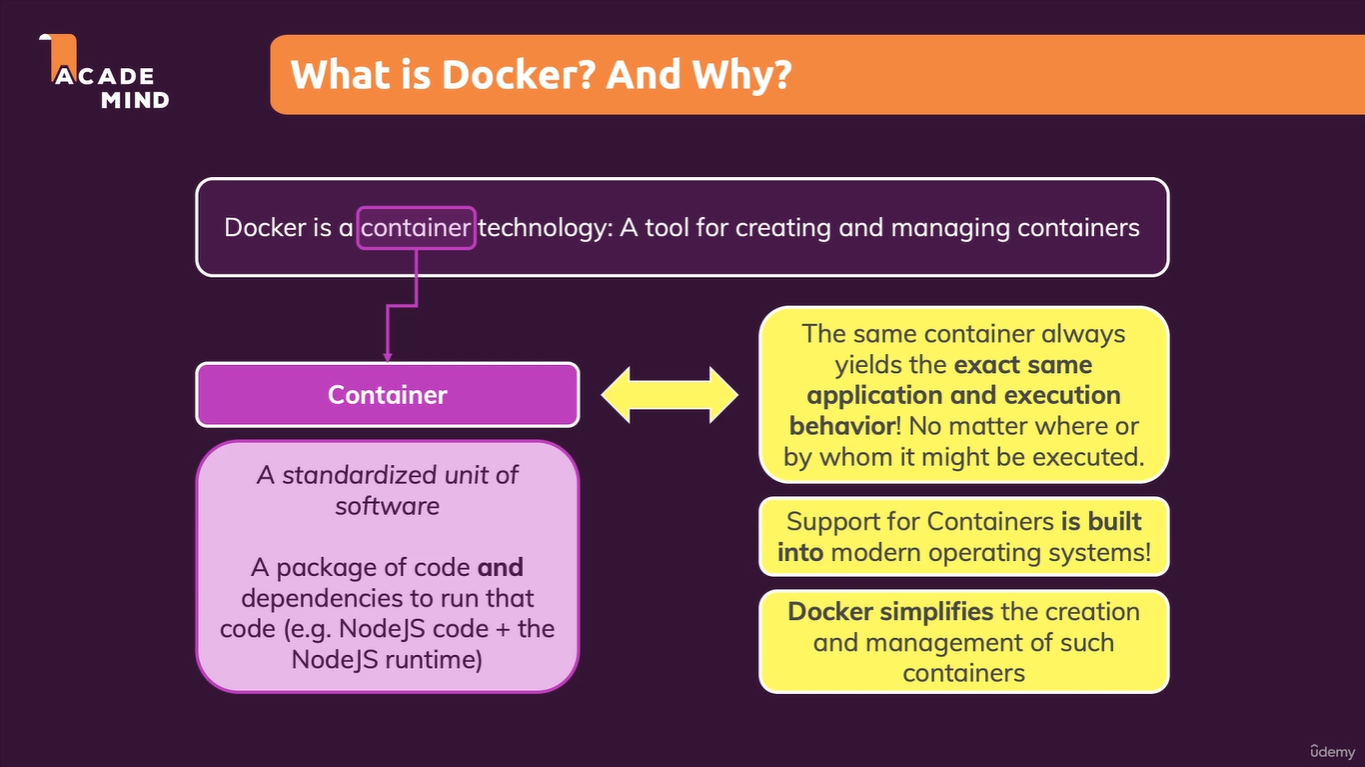 ACADE
MIND
What is Docker? And Why?
Docker is a container technology: A tool for creating and managing containers
Container
A standardized unit of
software
A package of code and
dependencies to run that
code (e.g. NodeJS code + the
NodeJS runtime)
The same container always
yields the exact same
application and execution
behavior! No matter where or
by whom it might be executed.
Support for Containers is built
into modern operating systems!
Docker simplifies the creation
and management of such
containers
ûdemy